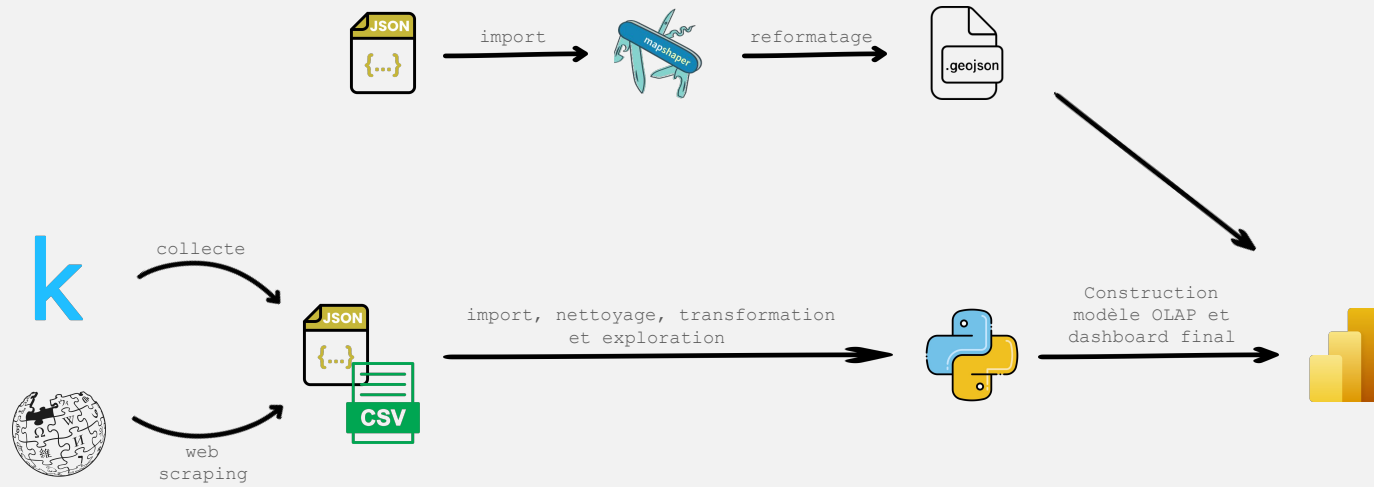 JSON
{...}
import
mapshaper
reformatage
.geojson
k
collecte
JSON
{...}
CSV
import, nettoyage, transformation
et exploration
Construction
modèle OLAP et
dashboard final
Ω
W
И
維
web
scraping